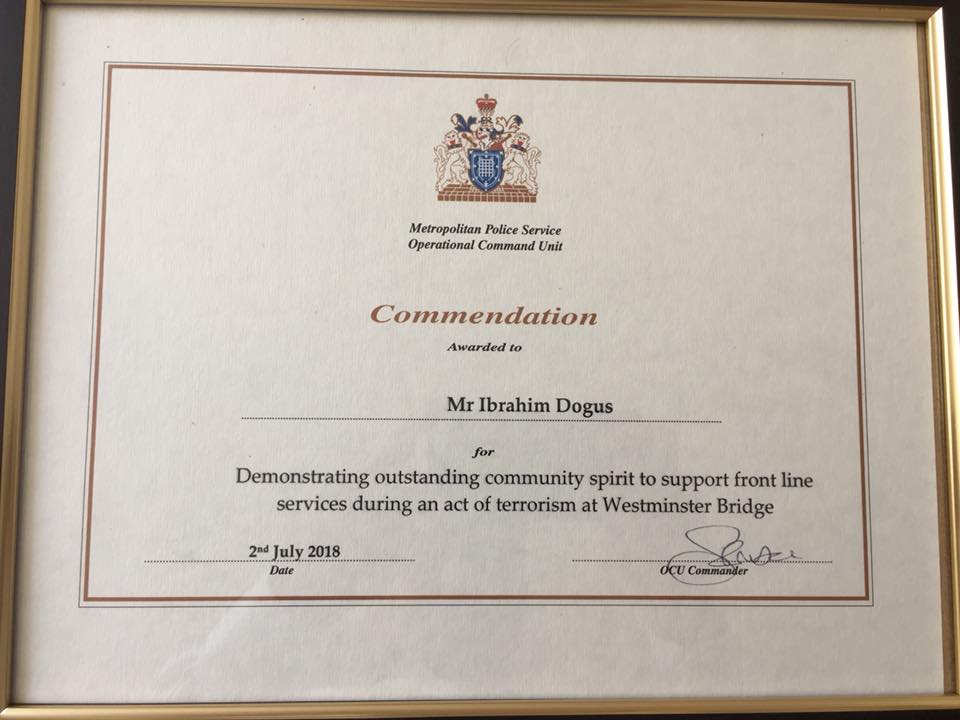 Metropolitan Police Service
Operational Command Unit
Commendation
Awarded to
Mr Ibrahim Dogus
for
Demonstrating outstanding community spirit to support front line
services during an act of terrorism at Westminster Bridge
2nd July 2018
Date
OCU Commander